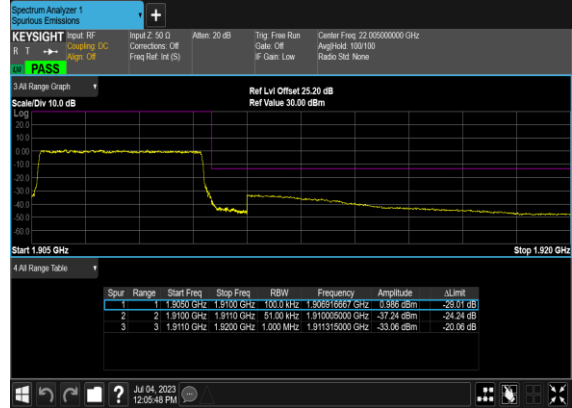 Spectrum Analyzer 1
Spurious Emissions
+
KEYSIGHT Input: RF Input Z: 50 Ω Atten: 20 dB Trig: Free Run Center Freq: 22.005000000 GHz
R T Coupling: DC Corrections: Off Gate: Off Avg|Hold: 100/100
Align: Off Freq Ref: Int (S) IF Gain: Low Radio Std: None
PASS
3 All Range Graph
Ref Lvl Offset 25.20 dB
Scale/Div 10.0 dB Ref Value 30.00 dBm
Log
20.0
10.0
0.00
-10.0
-20.0
-30.0
-40.0
-50.0
-60.0
Start 1.905 GHz Stop 1.920 GHz
4 All Range Table
Spur Range Start Freq Stop Freq RBW Frequency Amplitude ΔLimit
1 1 1.9050 GHz 1.9100 GHz 100.0 kHz 1.906916667 GHz 0.986 dBm -29.01 dB
2 2 1.9100 GHz 1.9110 GHz 51.00 kHz 1.910005000 GHz -37.24 dBm -24.24 dB
3 3 1.9110 GHz 1.9200 GHz 1.000 MHz 1.911315000 GHz -33.06 dBm -20.06 dB
? Jul 04, 2023
12:05:48 PM